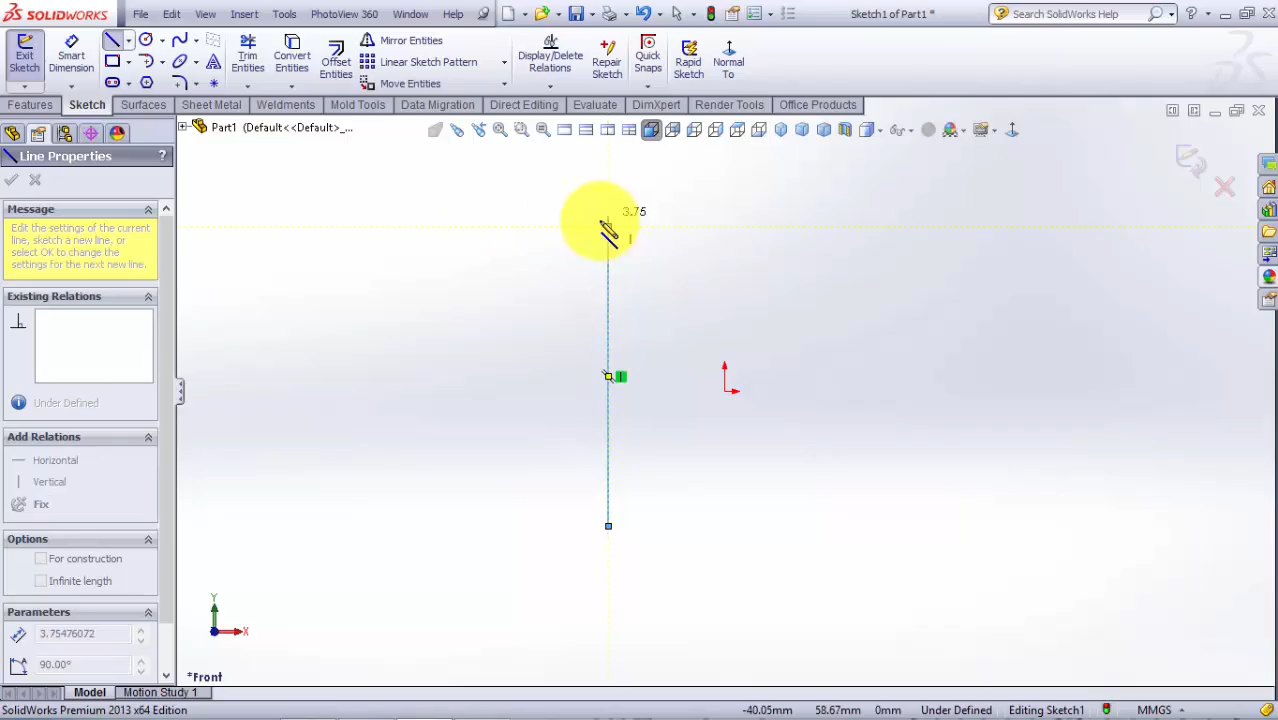 SOLIDWORKS File Edit View Insert Tools PhotoView 360 Window Help Sketch1 of Part1 * Search SolidWorks Help
Exit Sketch
Smart Dimension
Trim Entities
Convert Entities
Offset Entities
Mirror Entities
Linear Sketch Pattern
Move Entities
Display/Delete Relations
Repair Sketch
Quick Snaps
Rapid Sketch
Normal To
Features Sketch Surfaces Sheet Metal Weldments Mold Tools Data Migration Direct Editing Evaluate DimXpert Render Tools Office Products
Part1 (Default<<Default>_...
Line Properties ?
Message
Edit the settings of the current
line, sketch a new line, or
select OK to change the
settings for the next new line.
3.75
Existing Relations
Under Defined
Add Relations
Horizontal
Vertical
Fix
Options
For construction
Infinite length
Parameters
3.75476072
90.00°
Y
X
*Front
Model Motion Study 1
SolidWorks Premium 2013 x64 Edition -40.05mm 58.67mm 0mm Under Defined Editing Sketch1 MMGS